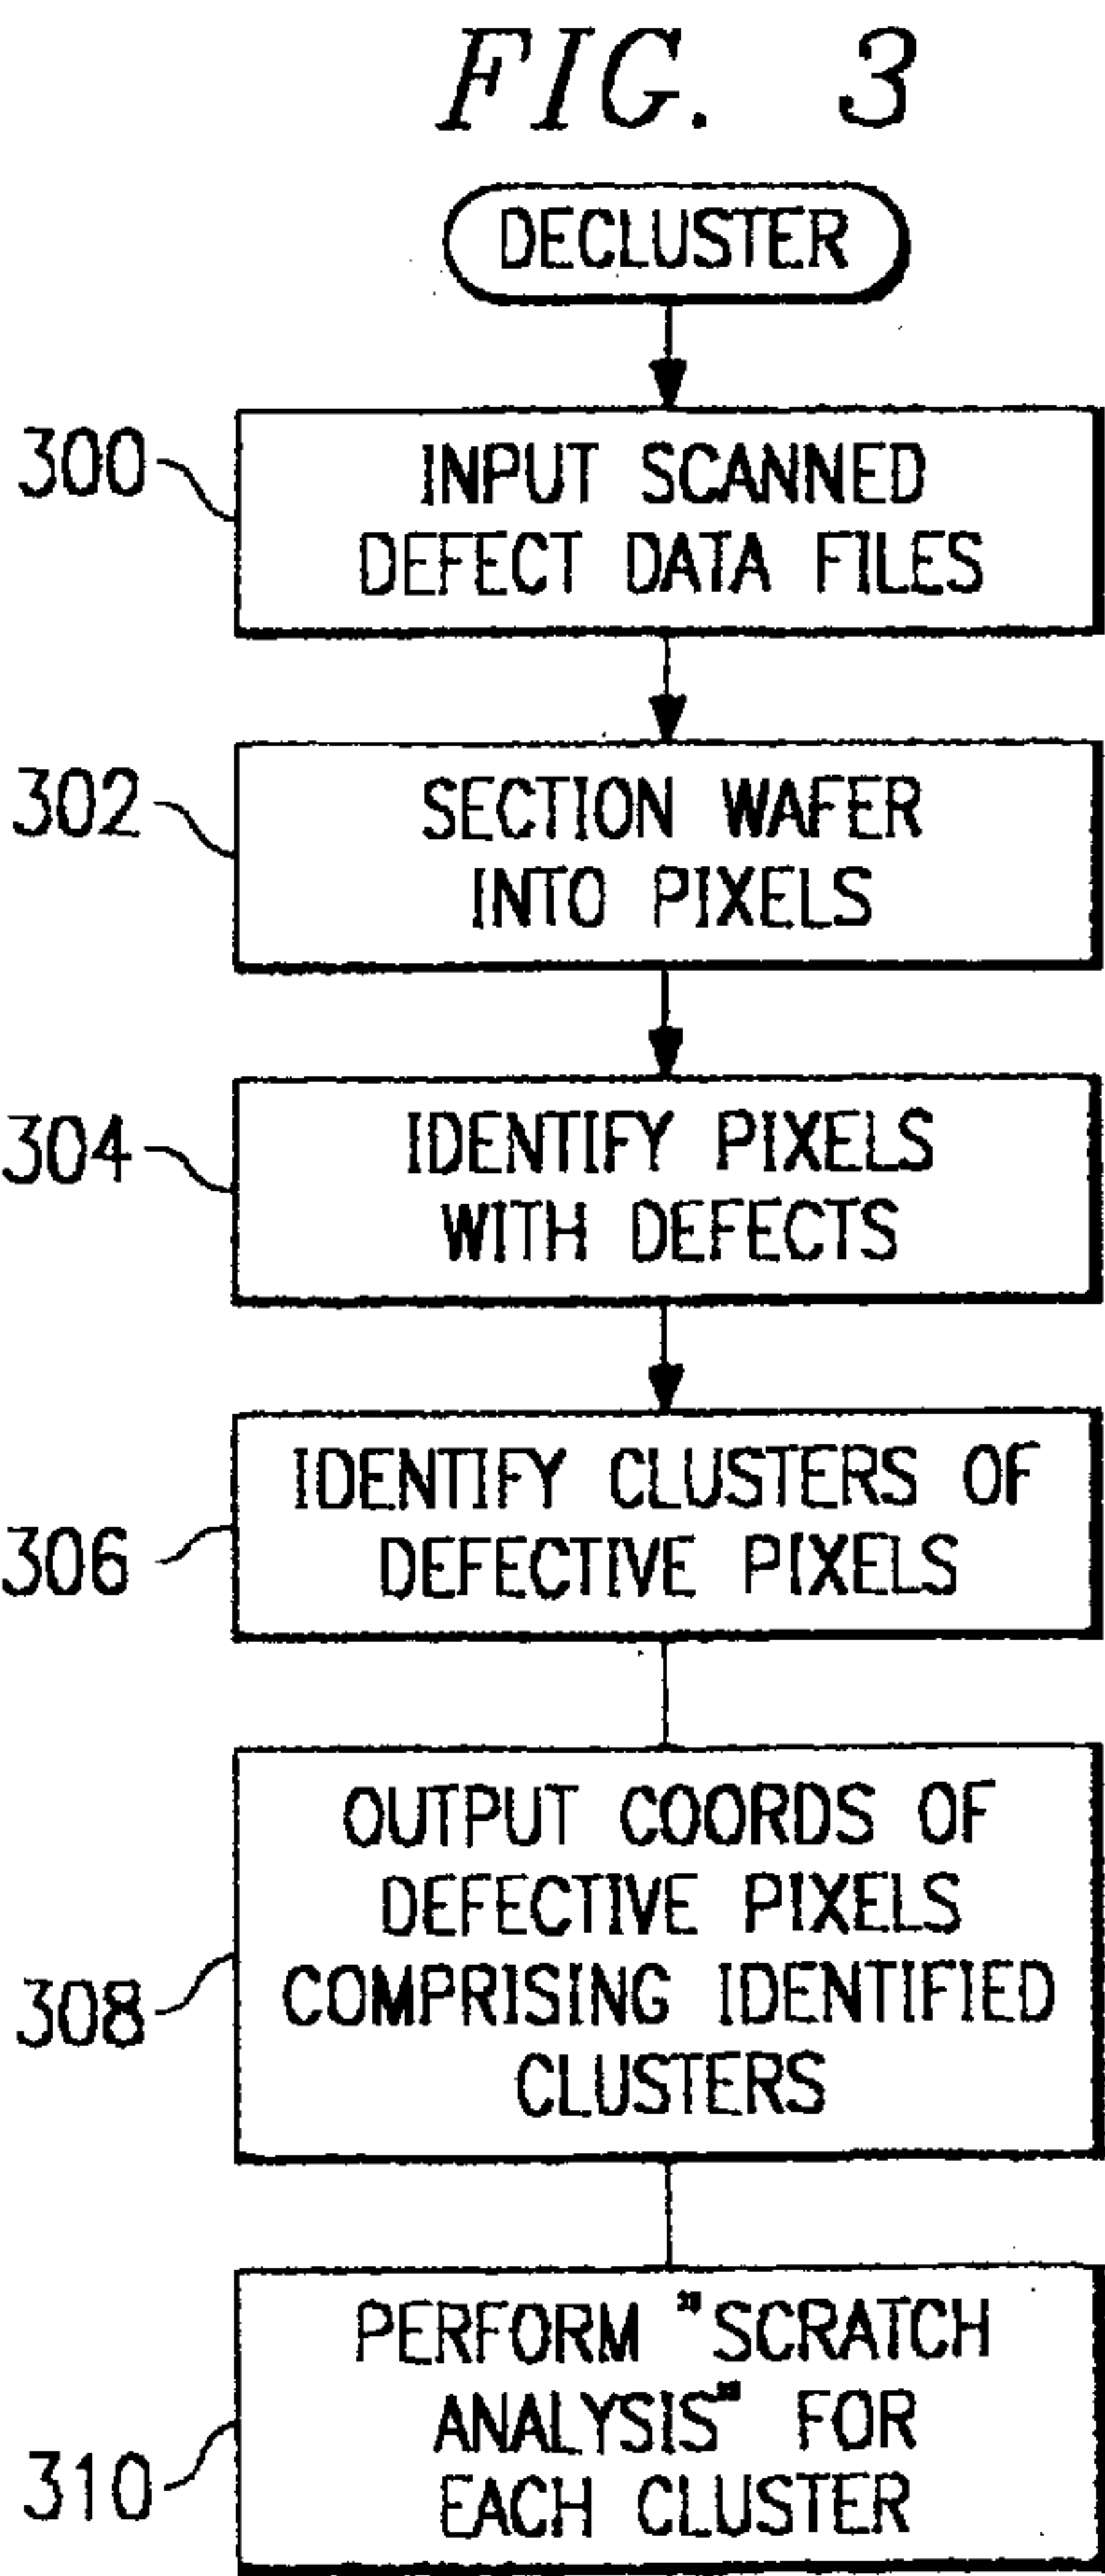 FIG. 3
DECLUSTER
300
INPUT SCANNED
DEFECT DATA FILES
302
SECTION WAFER
INTO PIXELS
304
IDENTIFY PIXELS
WITH DEFECTS
306
IDENTIFY CLUSTERS OF
DEFECTIVE PIXELS
308
OUTPUT COORDS OF
DEFECTIVE PIXELS
COMPRISING IDENTIFIED
CLUSTERS
310
PERFORM "SCRATCH
ANALYSIS" FOR
EACH CLUSTER